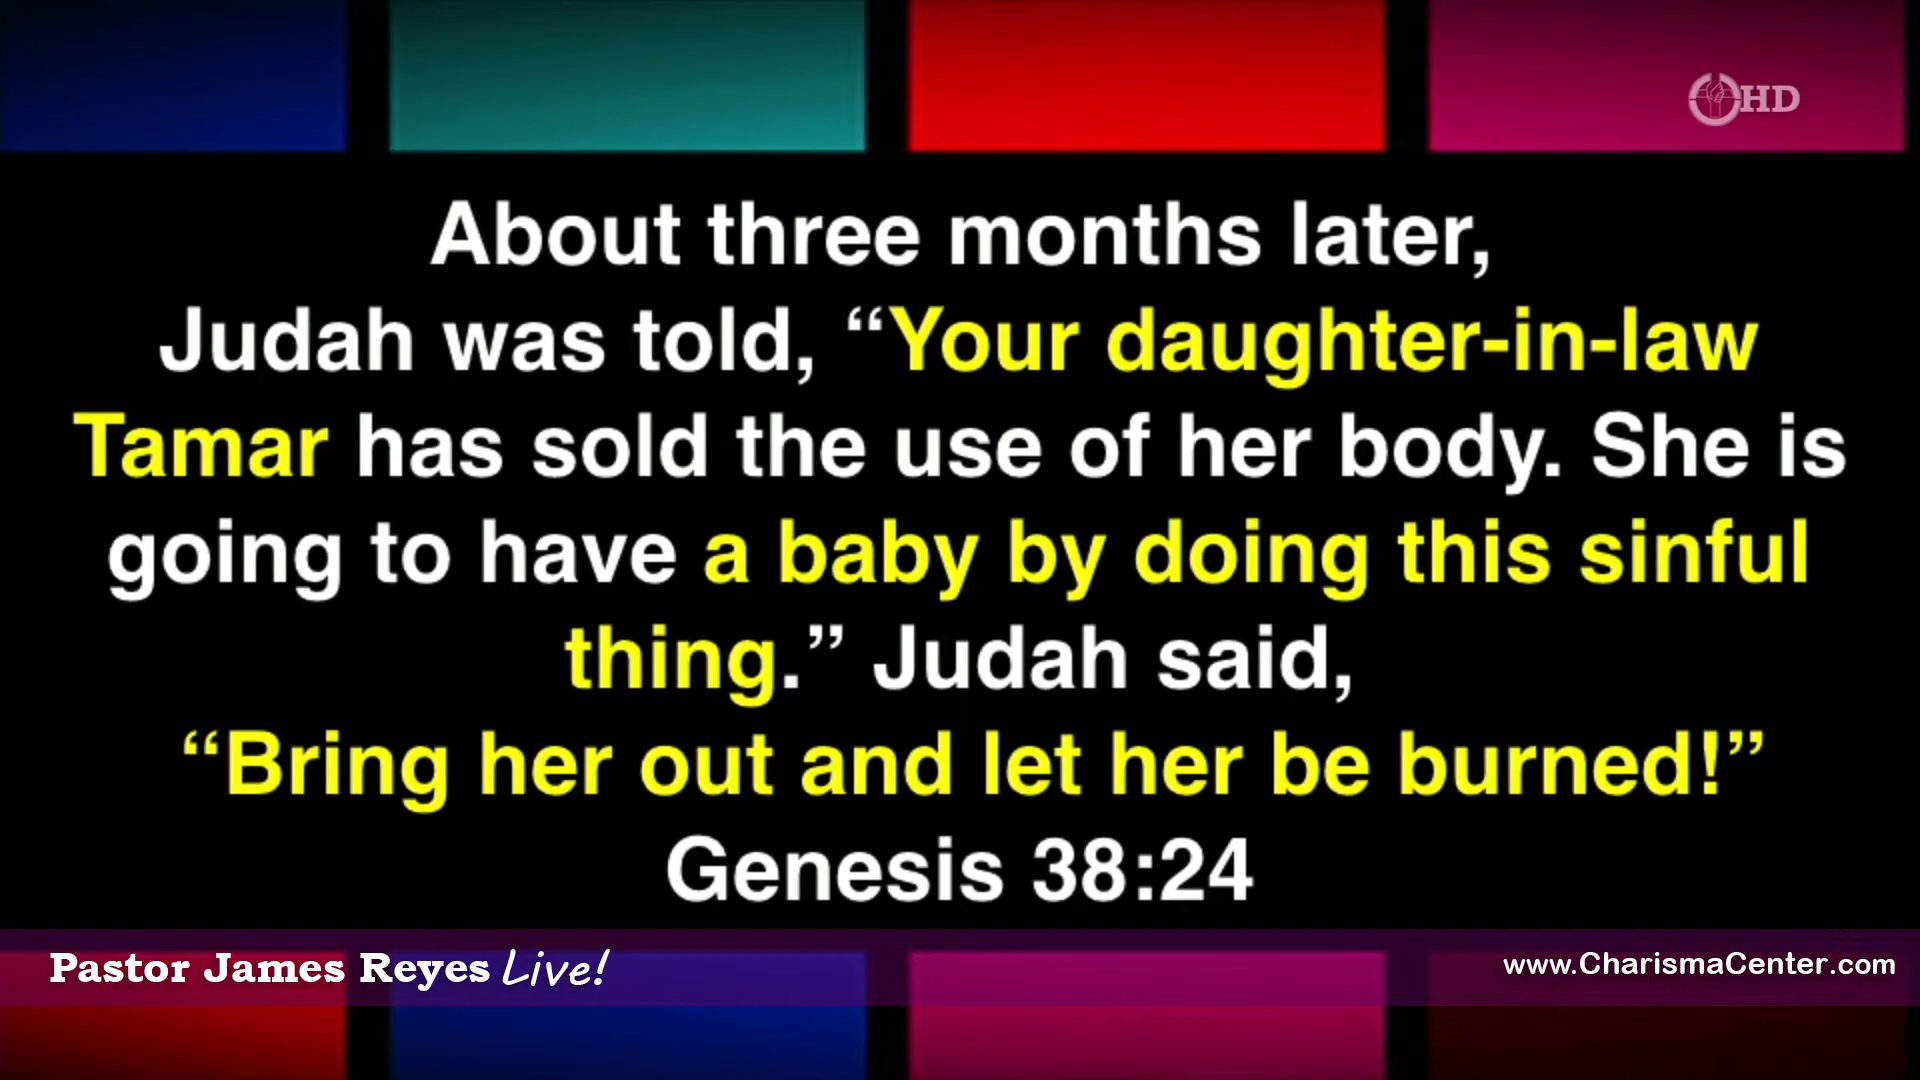 HD
About three months later,
Judah was told, “Your daughter-in-law
Tamar has sold the use of her body. She is
going to have a baby by doing this sinful
thing.” Judah said,
“Bring her out and let her be burned!”
Genesis 38:24
Pastor James Reyes Live!
www.CharismaCenter.com